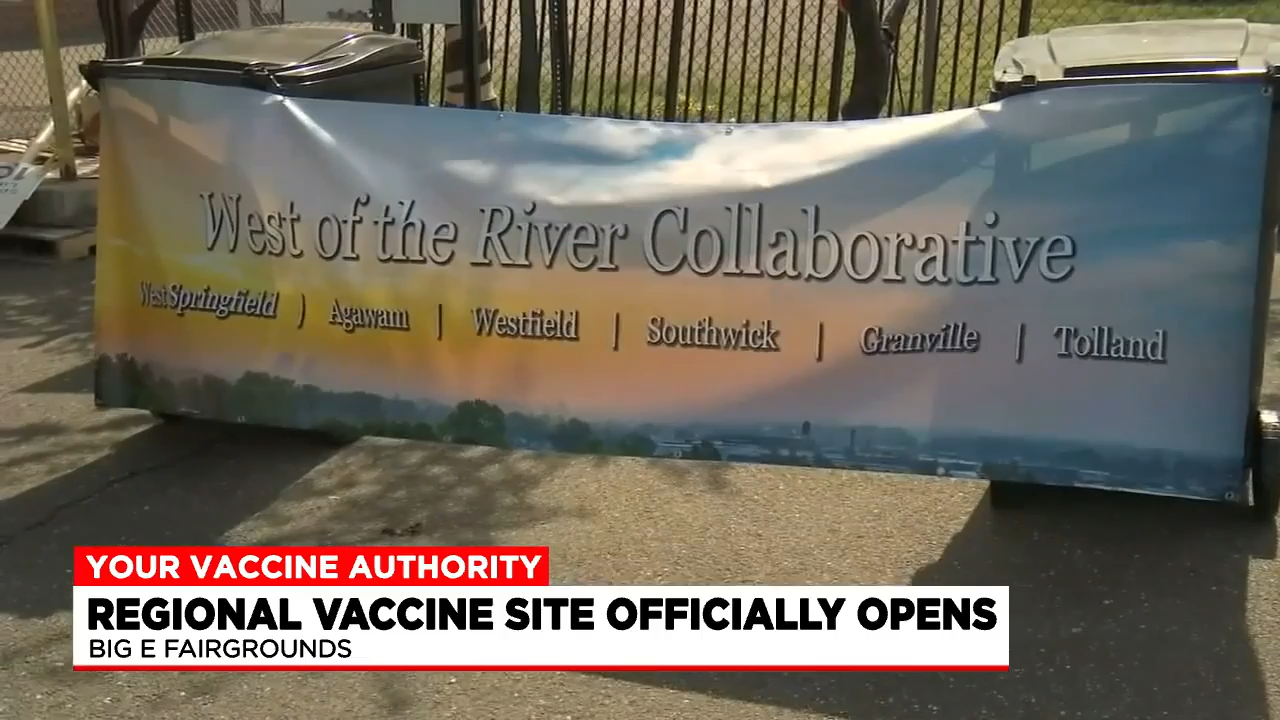 West of the River Collaborative
West Springfield | Agawam | Westfield | Southwick | Granville | Tolland
YOUR VACCINE AUTHORITY
REGIONAL VACCINE SITE OFFICIALLY OPENS
BIG E FAIRGROUNDS